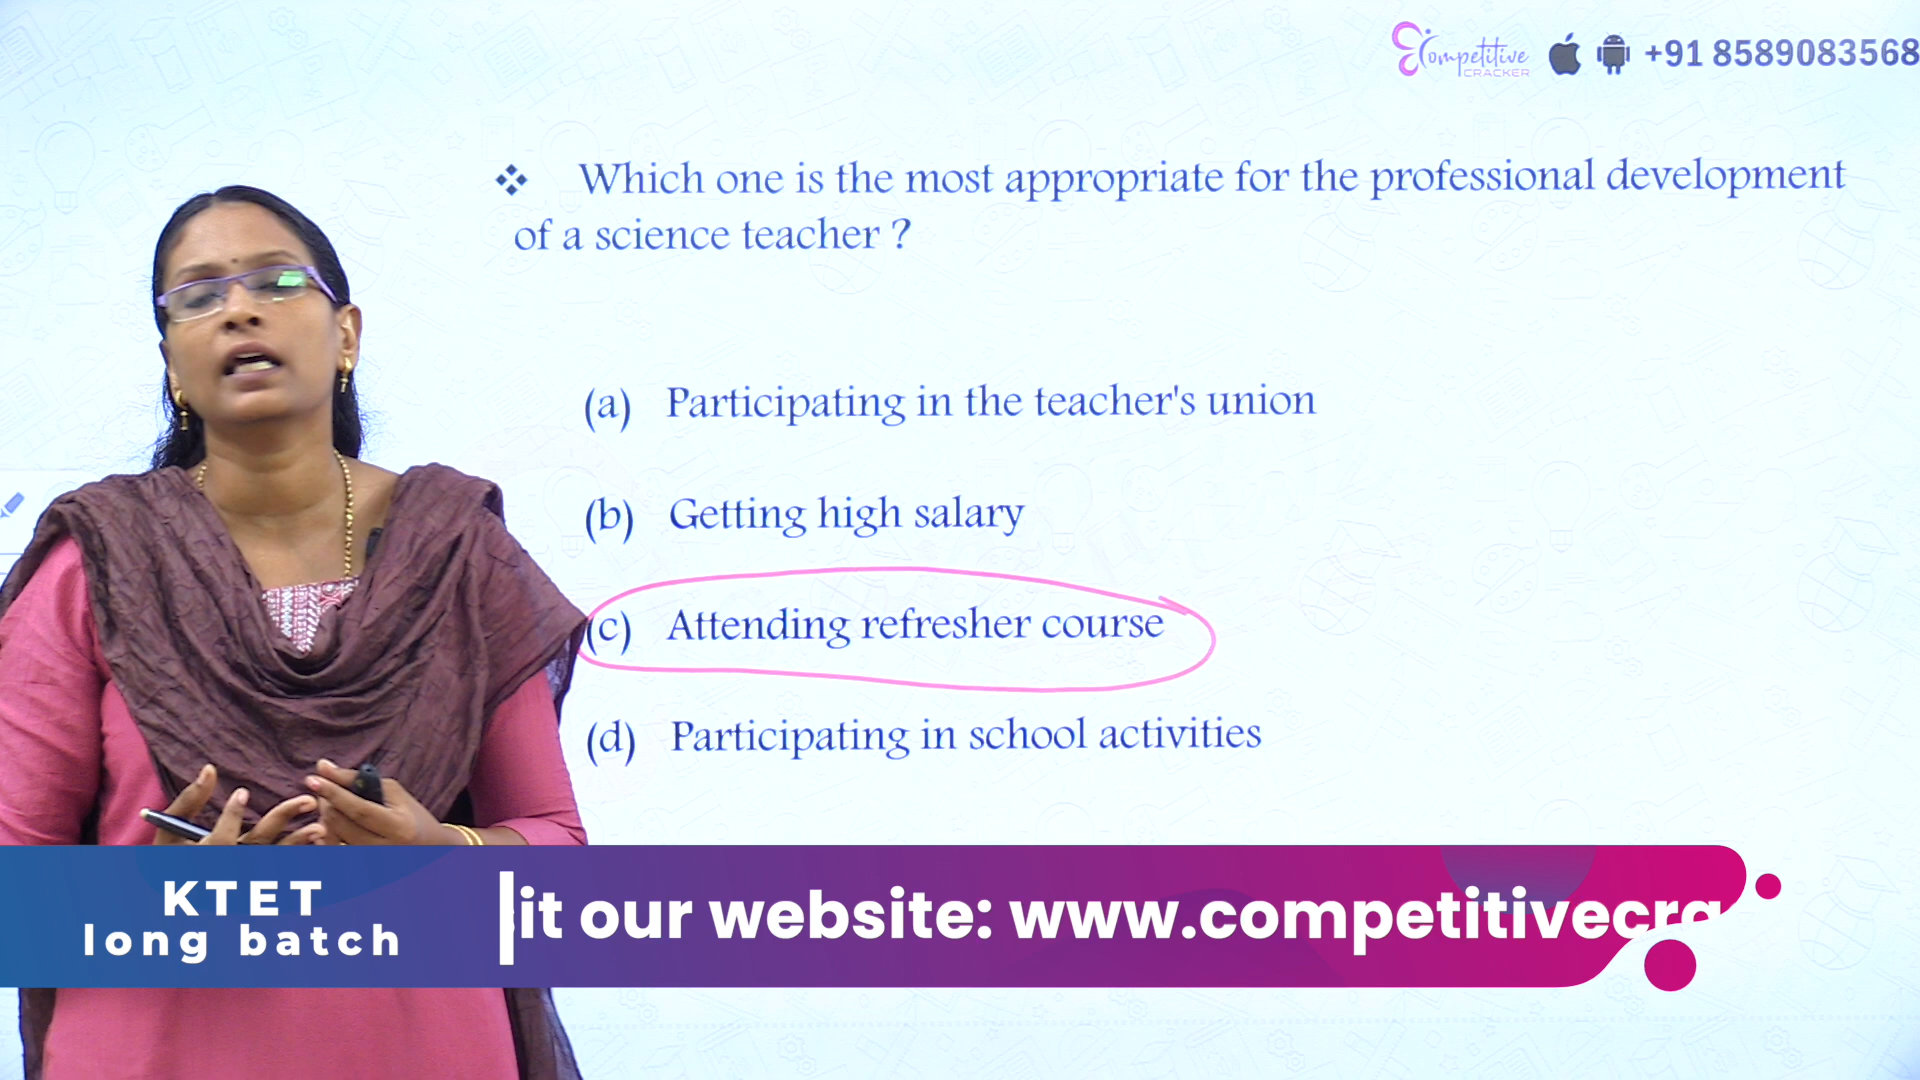 Competitive
CRACKER
+91 8589083568
Which one is the most appropriate for the professional development
of a science teacher ?
(a) Participating in the teacher's union
(b) Getting high salary
(c) Attending refresher course
(d) Participating in school activities
KTET
long batch
it our website: www.competitivecra